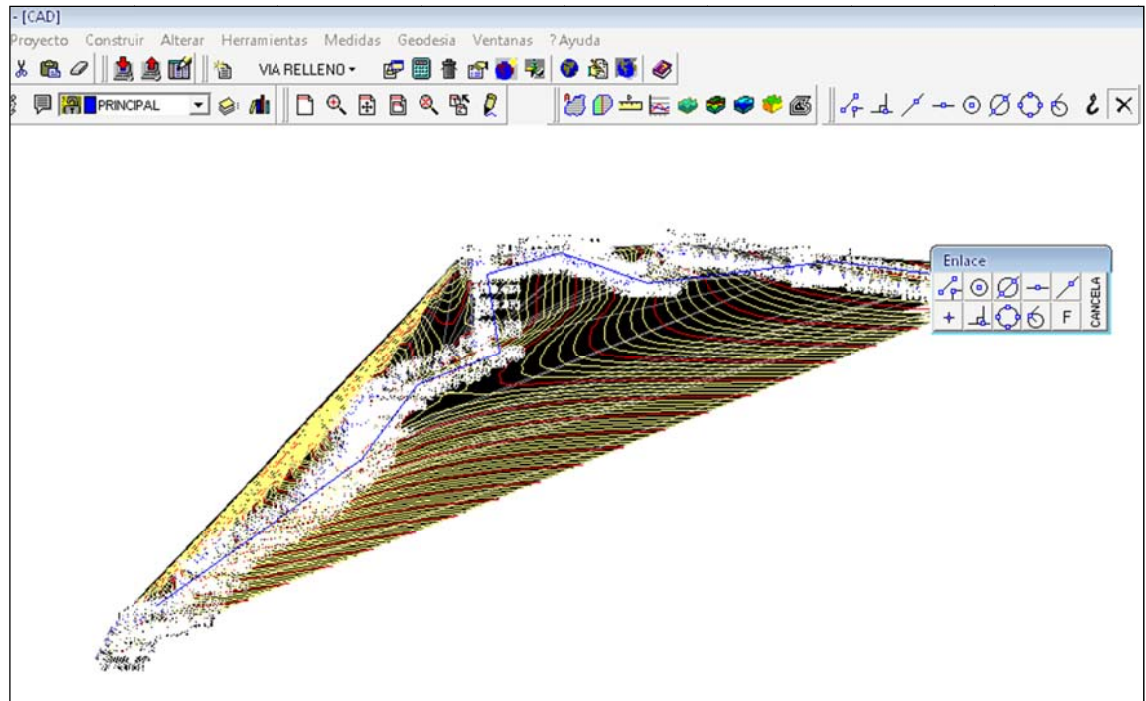 - [CAD]
Proyecto Construir Alterar Herramientas Medidas Geodesia Ventanas ?Ayuda
VIA RELLENO
PRINCIPAL
Enlace
F
CANCELA